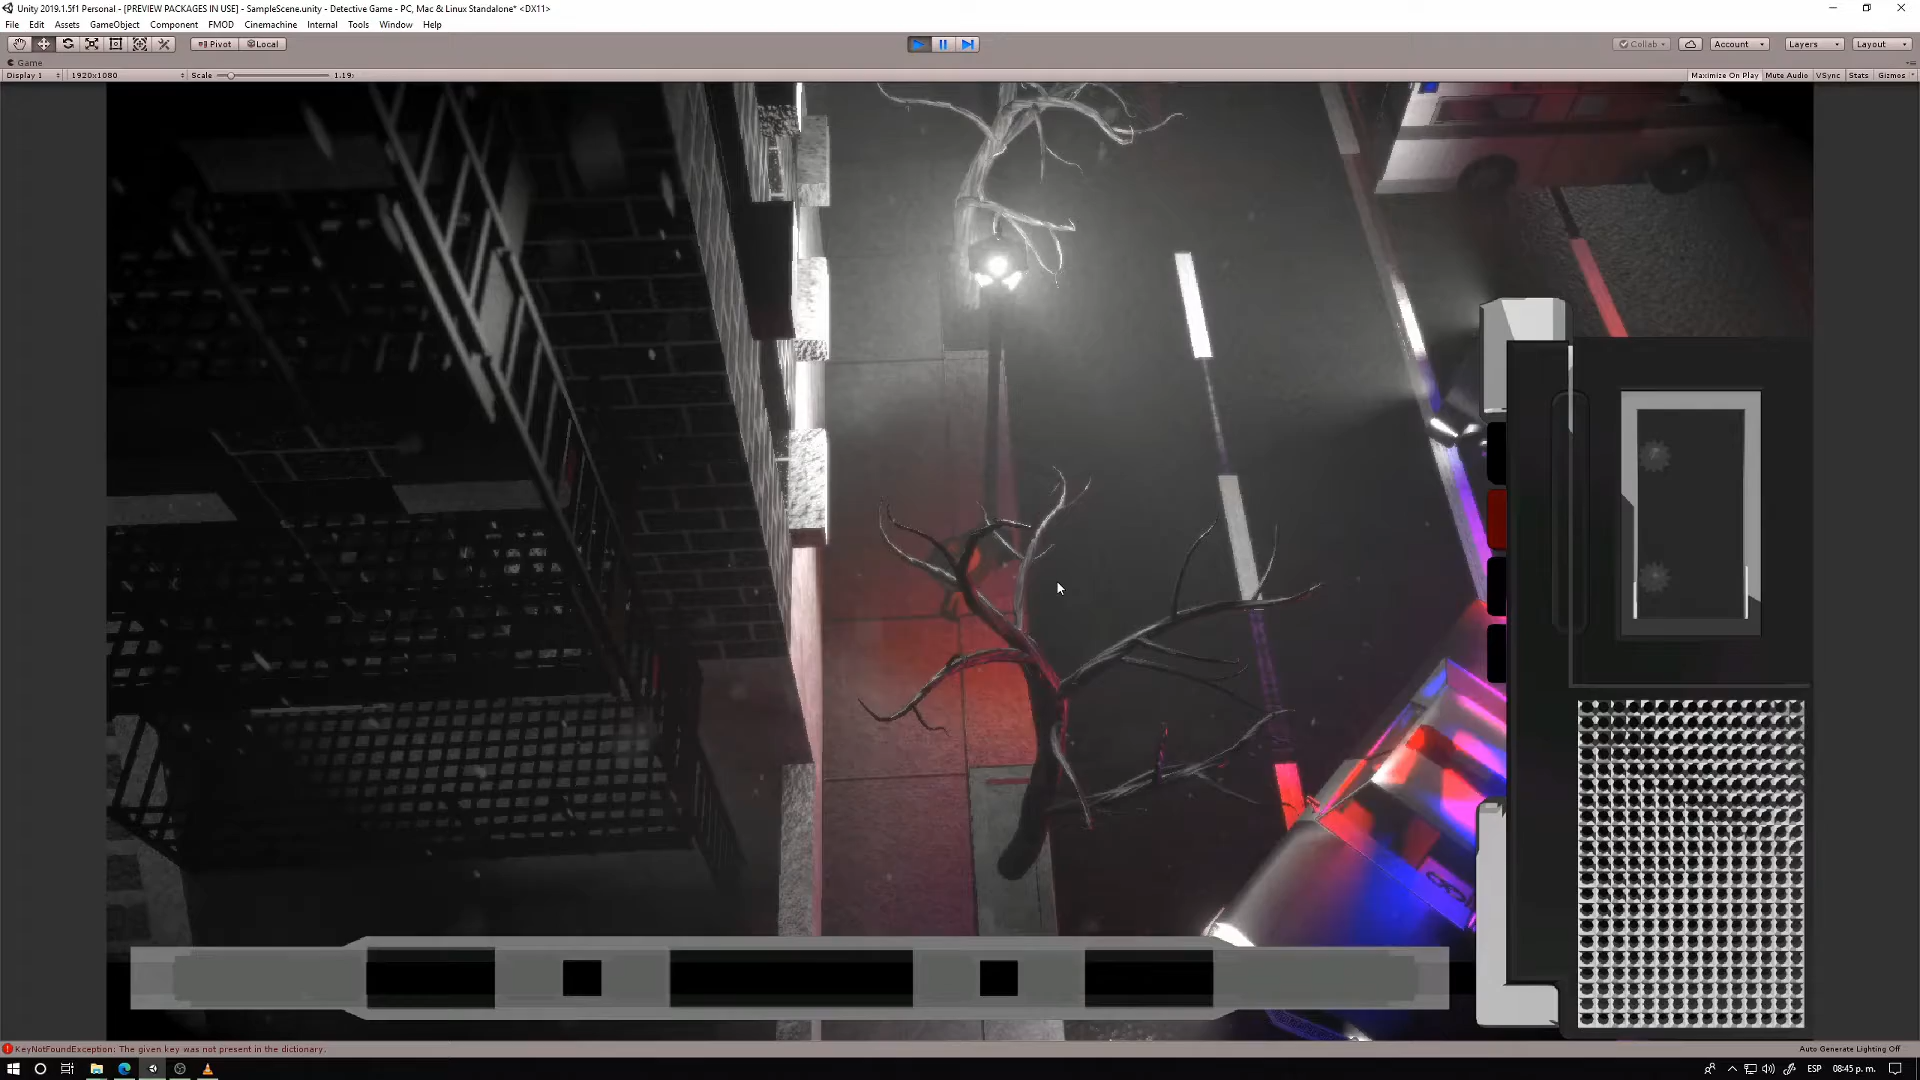 Unity 2019.1.5f1 Personal - [PREVIEW PACKAGES IN USE] - SampleScene.unity - Detective Game - PC, Mac & Linux Standalone* <DX11>
File Edit Assets GameObject Component FMOD Cinemachine Internal Tools Window Help
Pivot Local Collab Account Layers Layout
Game
Display 1 1920x1080 Scale 1.19x Maximize On Play Mute Audio VSync Stats Gizmos
KeyNotFoundException: The given key was not present in the dictionary.
Auto Generate Lighting Off
ESP 08:45 p. m.